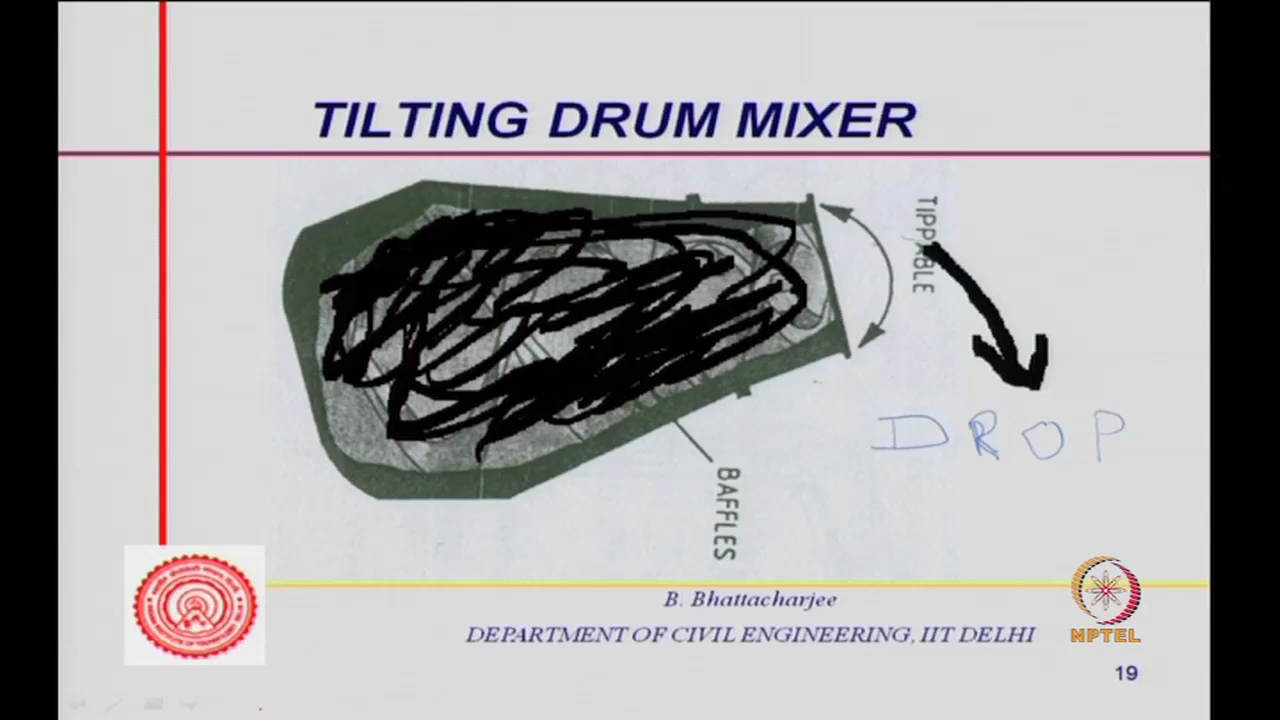 TILTING DRUM MIXER
TIPPABLE
DROP
BAFFLES
B. Bhattacharjee
DEPARTMENT OF CIVIL ENGINEERING, IIT DELHI
NPTEL
19